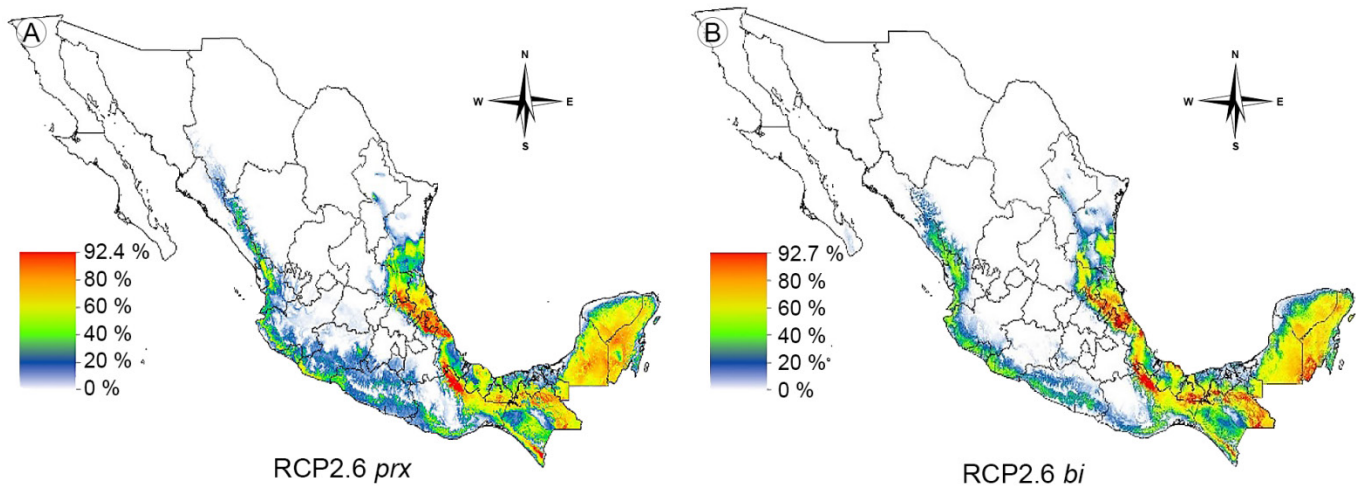 A
N
W E
S
92.4 %
80 %
60 %
40 %
20 %
0 %
RCP2.6 prx
B
N
W E
S
92.7 %
80 %
60 %
40 %
20 %
0 %
RCP2.6 bi